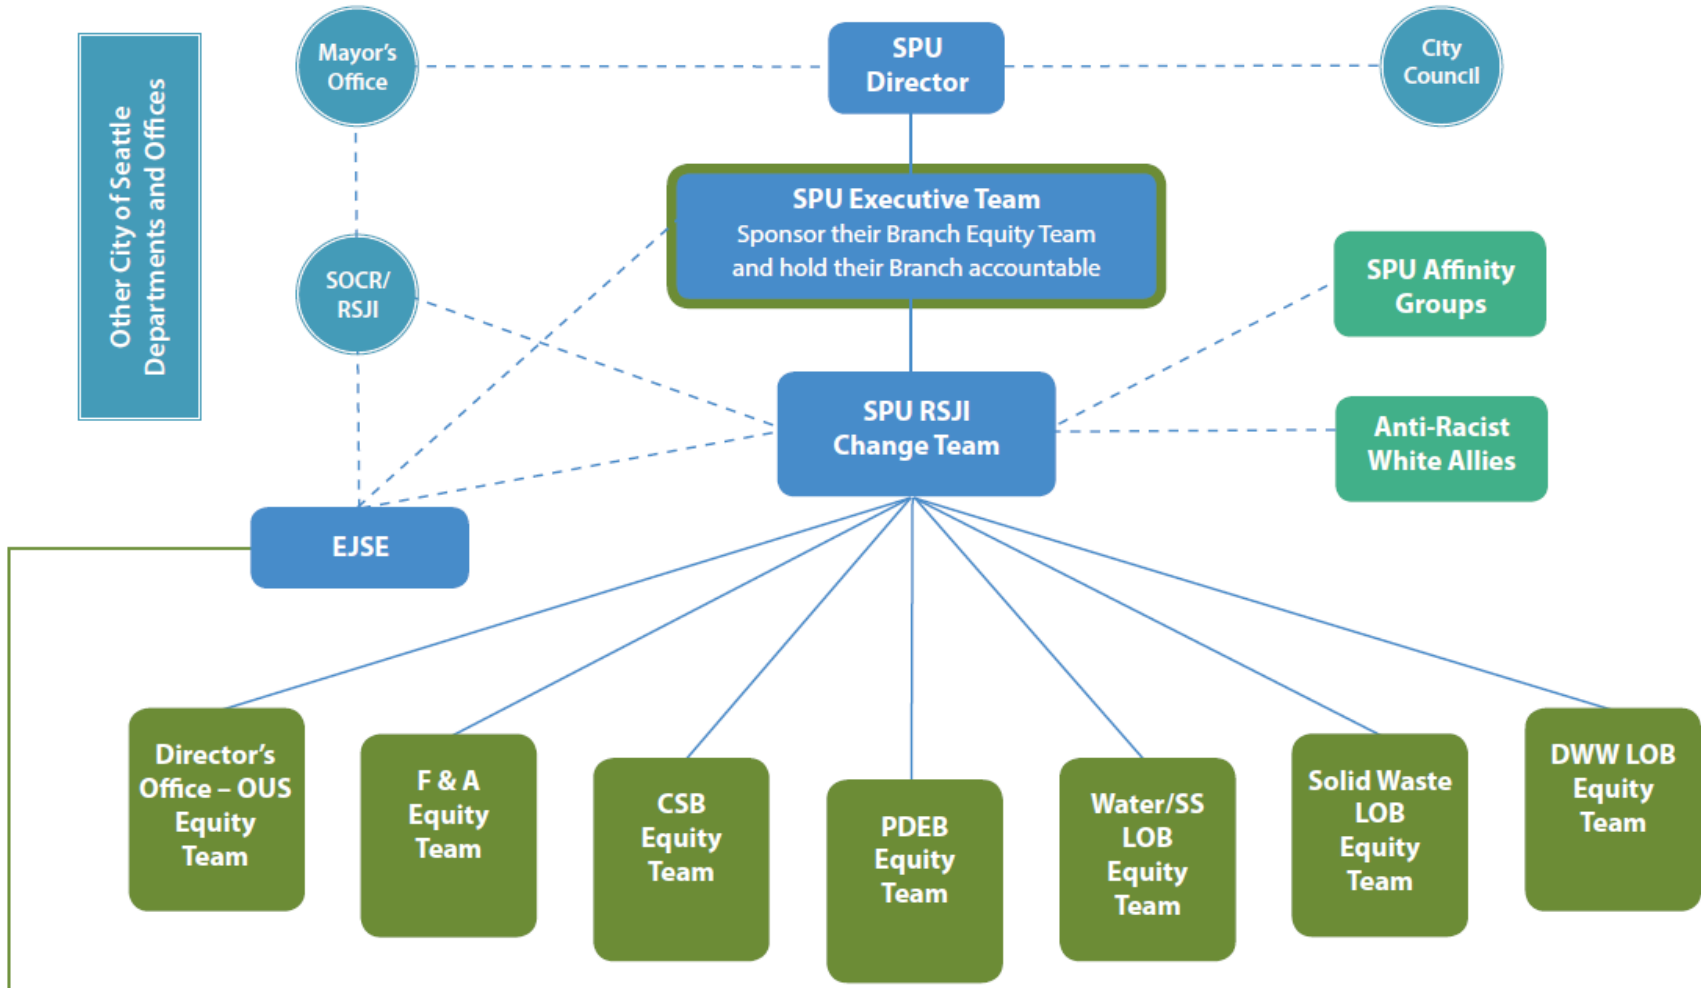 Other City of Seattle
Departments and Offices
Mayor's
Office
SPU
Director
City
Council
SPU Executive Team
Sponsor their Branch Equity Team
and hold their Branch accountable
SOCR/
RSJI
SPU Affinity
Groups
SPU RSJI
Change Team
Anti-Racist
White Allies
EJSE
Director's
Office – OUS
Equity
Team
F & A
Equity
Team
CSB
Equity
Team
PDEB
Equity
Team
Water/SS
LOB
Equity
Team
Solid Waste
LOB
Equity
Team
DWW LOB
Equity
Team